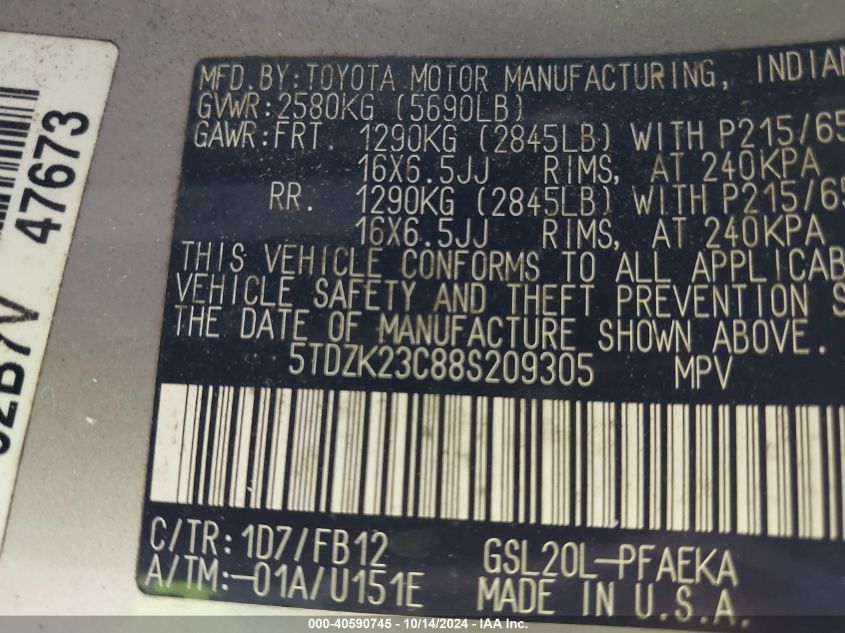 MFD. BY: TOYOTA MOTOR MANUFACTURING, INDIAN
GVWR: 2580KG (5690LB)
GAWR: FRT. 1290KG (2845LB) WITH P215/65
16X6.5JJ RIMS, AT 240KPA
RR. 1290KG (2845LB) WITH P215/65
16X6.5JJ RIMS, AT 240KPA
THIS VEHICLE CONFORMS TO ALL APPLICAB
VEHICLE SAFETY AND THEFT PREVENTION S
THE DATE OF MANUFACTURE SHOWN ABOVE.
5TDZK23C88S209305 MPV
C/TR: 1D7/FB12 GSL20L-PFAEKA
A/TM:-01A/U151E MADE IN U.S.A.
47673
000-40590745 - 10/14/2024 - IAA Inc.